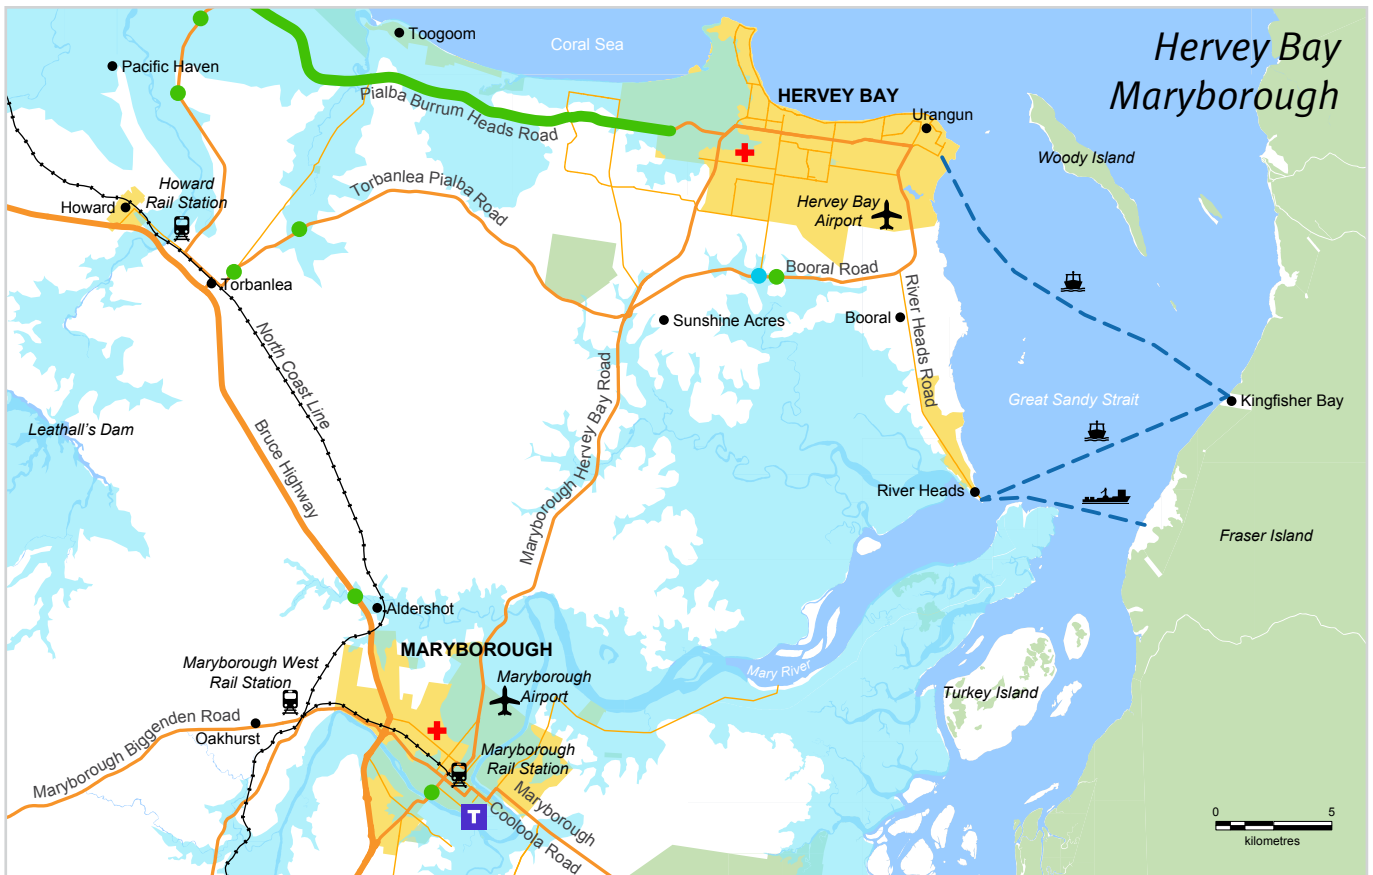 Hervey Bay
Maryborough
Toogoom
Coral Sea
Pacific Haven
Pialba Burrum Heads Road
HERVEY BAY
Urangun
Woody Island
Howard
Rail Station
Howard
Torbanlea Pialba Road
Hervey Bay
Airport
Booral Road
Torbanlea
Sunshine Acres
Booral
River Heads Road
North Coast Line
Great Sandy Strait
Kingfisher Bay
Leathall's Dam
Bruce Highway
Maryborough Hervey Bay Road
River Heads
Fraser Island
Aldershot
MARYBOROUGH
Maryborough West
Rail Station
Maryborough
Airport
Mary River
Turkey Island
Maryborough Biggenden Road
Oakhurst
Maryborough
Rail Station
T
Maryborough
Cooloola Road
0 5
kilometres